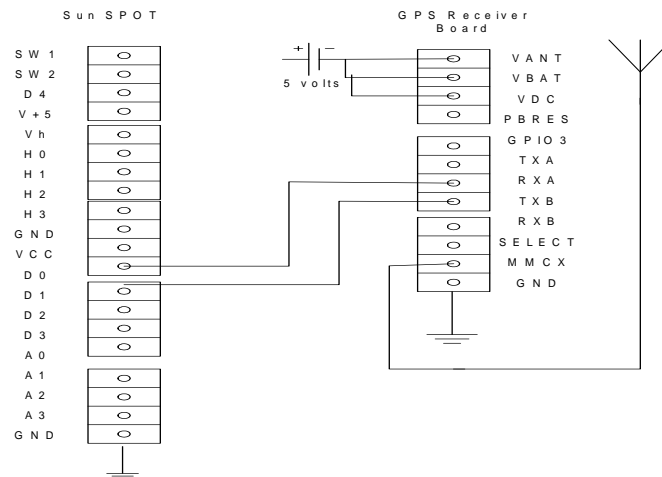 Sun SPOT
GPS Receiver
Board
SW1
SW2
D4
V+5
Vh
H0
H1
H2
H3
GND
VCC
D0
D1
D2
D3
A0
A1
A2
A3
GND
+ –
5 volts
VANT
VBAT
VDC
PBRES
GPIO3
TXA
RXA
TXB
RXB
SELECT
MMCX
GND